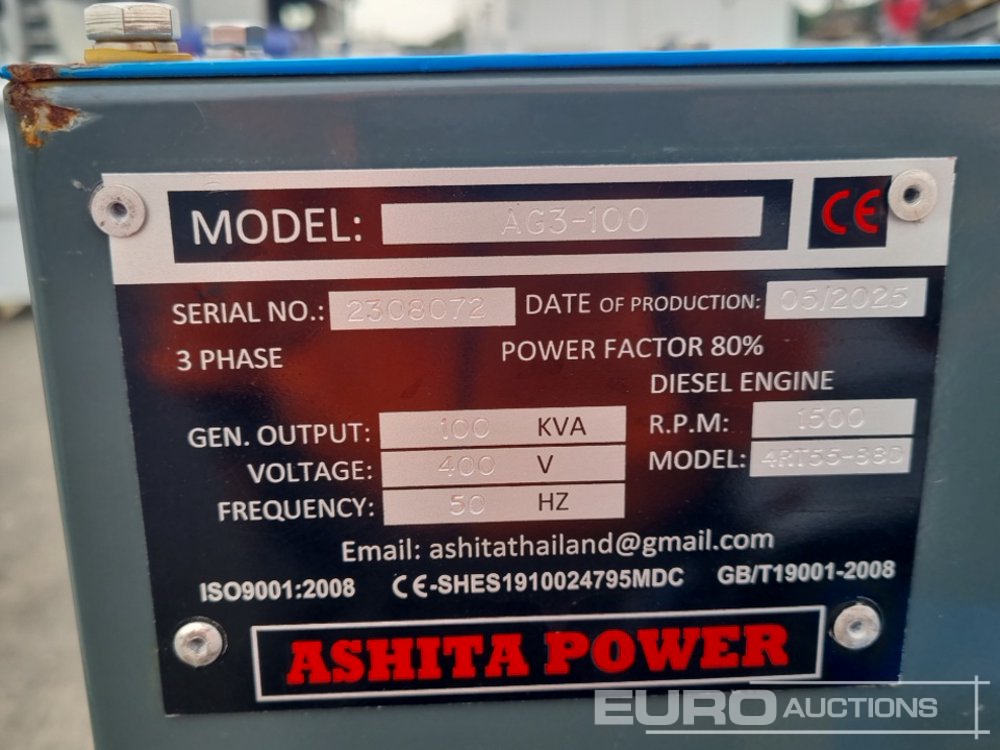 MODEL: AG3-100 CE
SERIAL NO.: 2308072 DATE OF PRODUCTION: 05/2025
3 PHASE POWER FACTOR 80%
DIESEL ENGINE
GEN. OUTPUT: 100 KVA R.P.M: 1500
VOLTAGE: 400 V MODEL:
FREQUENCY: 50 HZ
Email: ashitathailand@gmail.com
ISO9001:2008 CE-SHES1910024795MDC GB/T19001-2008
ASHITA POWER
EURO AUCTIONS